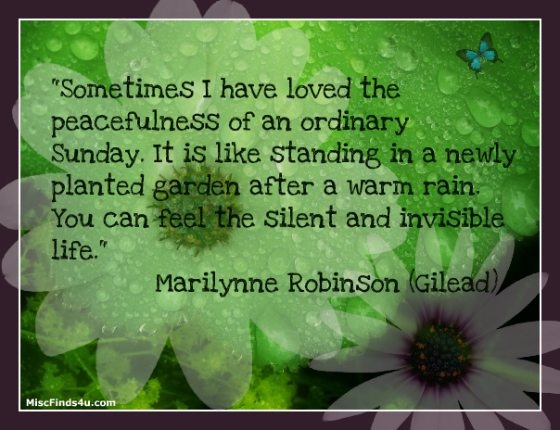 "Sometimes I have loved the
peacefulness of an ordinary
Sunday. It is like standing in a newly
planted garden after a warm rain.
You can feel the silent and invisible
life."
Marilynne Robinson (Gilead)
MiscFinds4u.com